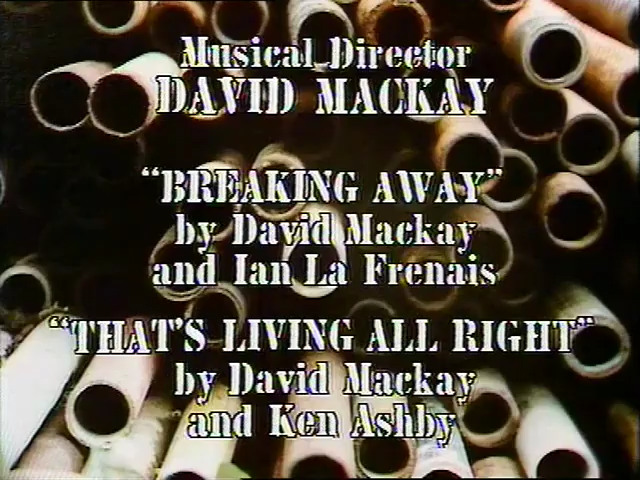 Musical Director
DAVID MACKAY
“BREAKING AWAY”
by David Mackay
and Ian La Frenais
“THAT'S LIVING ALL RIGHT”
by David Mackay
and Ken Ashby